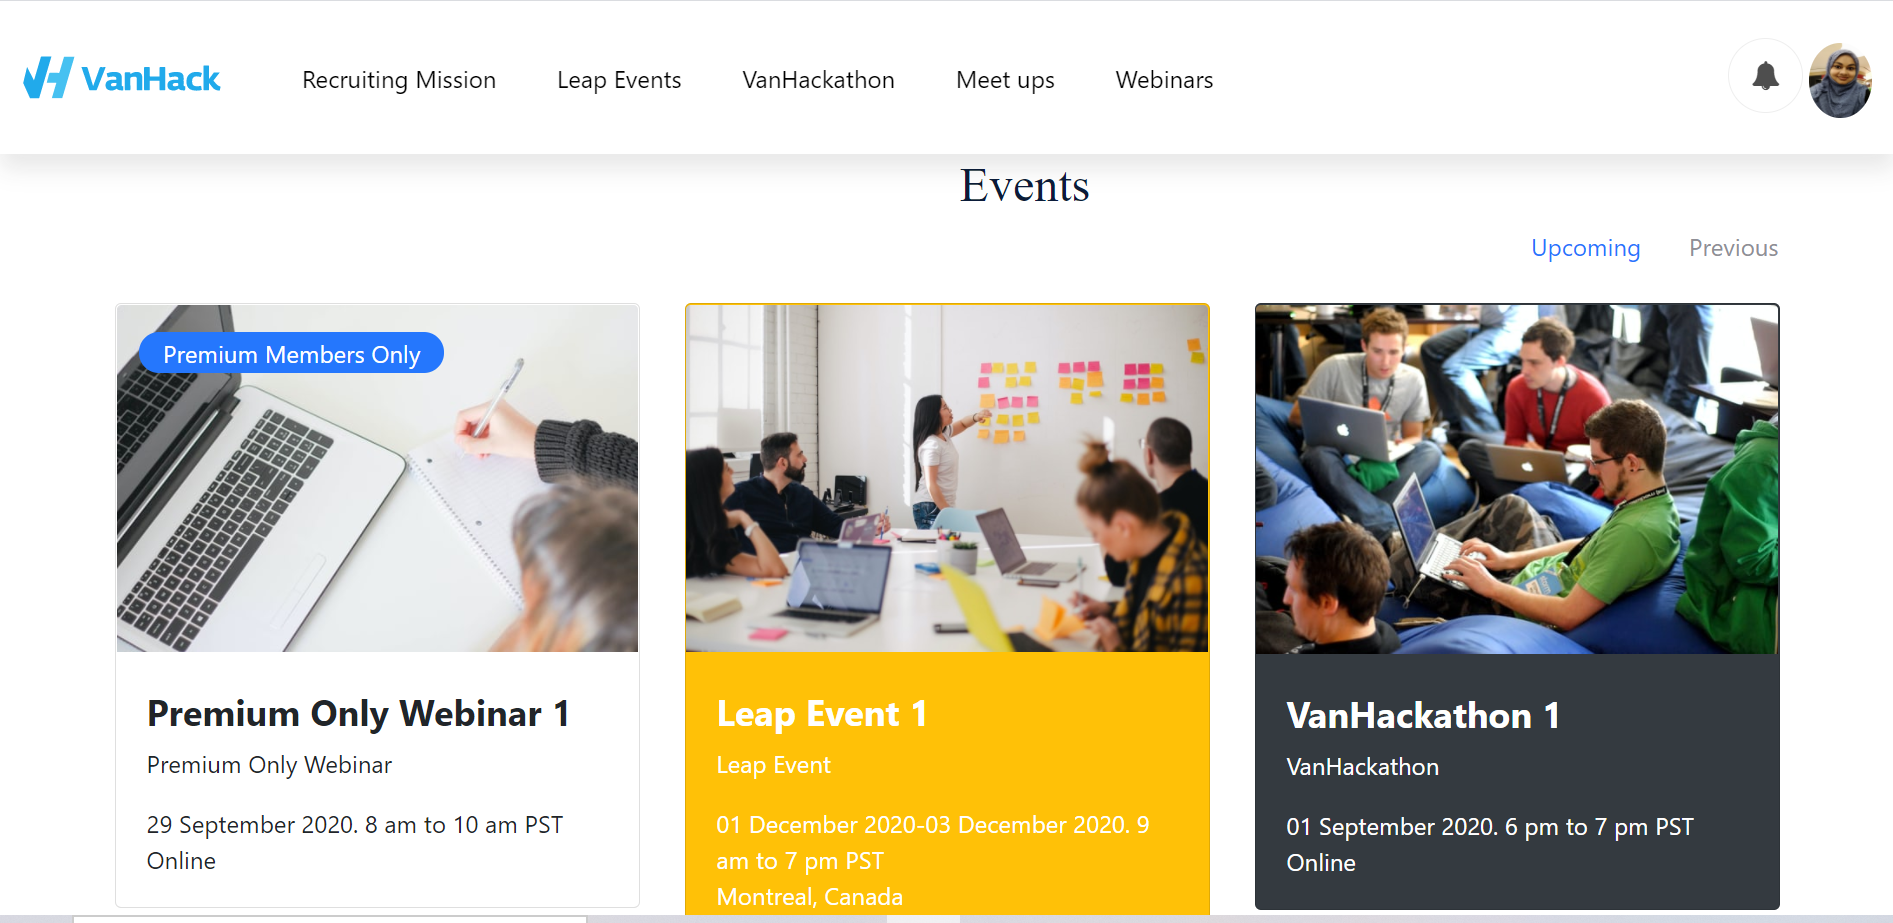 VanHack
Recruiting Mission
Leap Events
VanHackathon
Meet ups
Webinars
Events
Upcoming
Previous
Premium Members Only
Premium Only Webinar 1
Premium Only Webinar
29 September 2020. 8 am to 10 am PST
Online
Leap Event 1
Leap Event
01 December 2020-03 December 2020. 9
am to 7 pm PST
Montreal, Canada
VanHackathon 1
VanHackathon
01 September 2020. 6 pm to 7 pm PST
Online